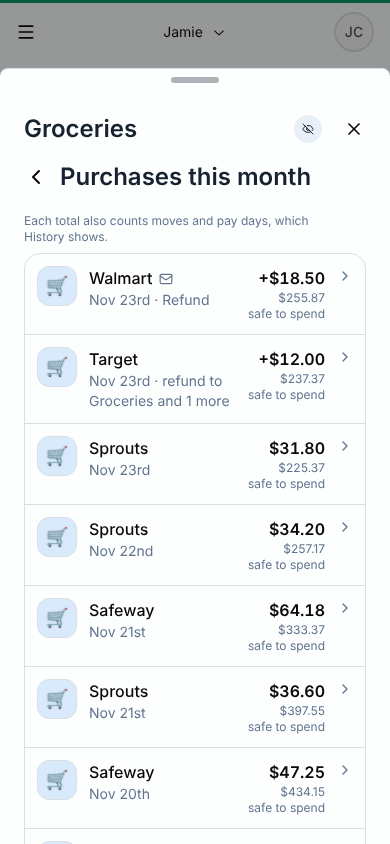 Jamie
JC
Groceries
Purchases this month
Each total also counts moves and pay days, which
History shows.
Walmart
+$18.50
Nov 23rd · Refund
$255.87
safe to spend
Target
+$12.00
Nov 23rd · refund to
Groceries and 1 more
$237.37
safe to spend
Sprouts
$31.80
Nov 23rd
$225.37
safe to spend
Sprouts
$34.20
Nov 22nd
$257.17
safe to spend
Safeway
$64.18
Nov 21st
$333.37
safe to spend
Sprouts
$36.60
Nov 21st
$397.55
safe to spend
Safeway
$47.25
Nov 20th
$434.15
safe to spend